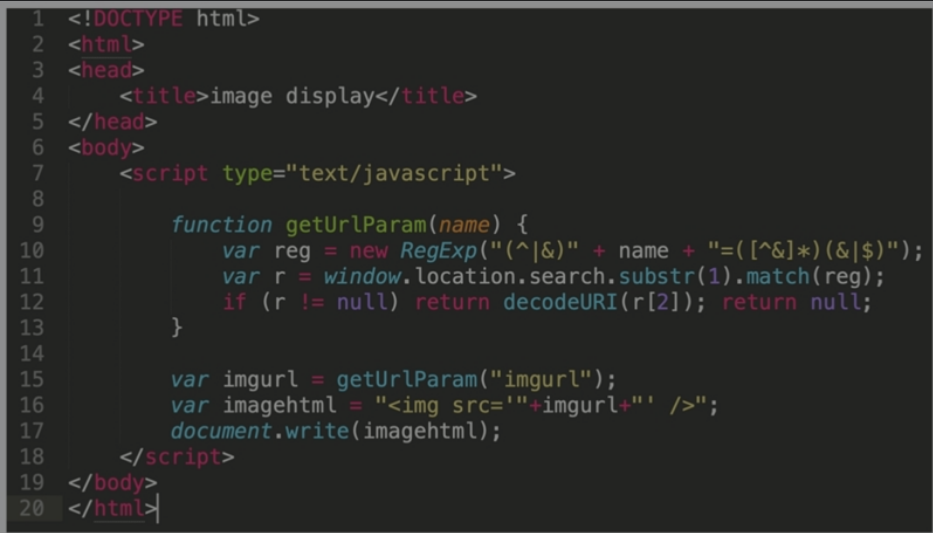 1 <!DOCTYPE html>
2 <html>
3 <head>
4     <title>image display</title>
5 </head>
6 <body>
7     <script type="text/javascript">
8
9         function getUrlParam(name) {
10             var reg = new RegExp("(^|&)" + name + "=([^&]*)(&|$)");
11             var r = window.location.search.substr(1).match(reg);
12             if (r != null) return decodeURI(r[2]); return null;
13         }
14
15         var imgurl = getUrlParam("imgurl");
16         var imagehtml = "<img src='"+imgurl+"' />";
17         document.write(imagehtml);
18     </script>
19 </body>
20 </html>